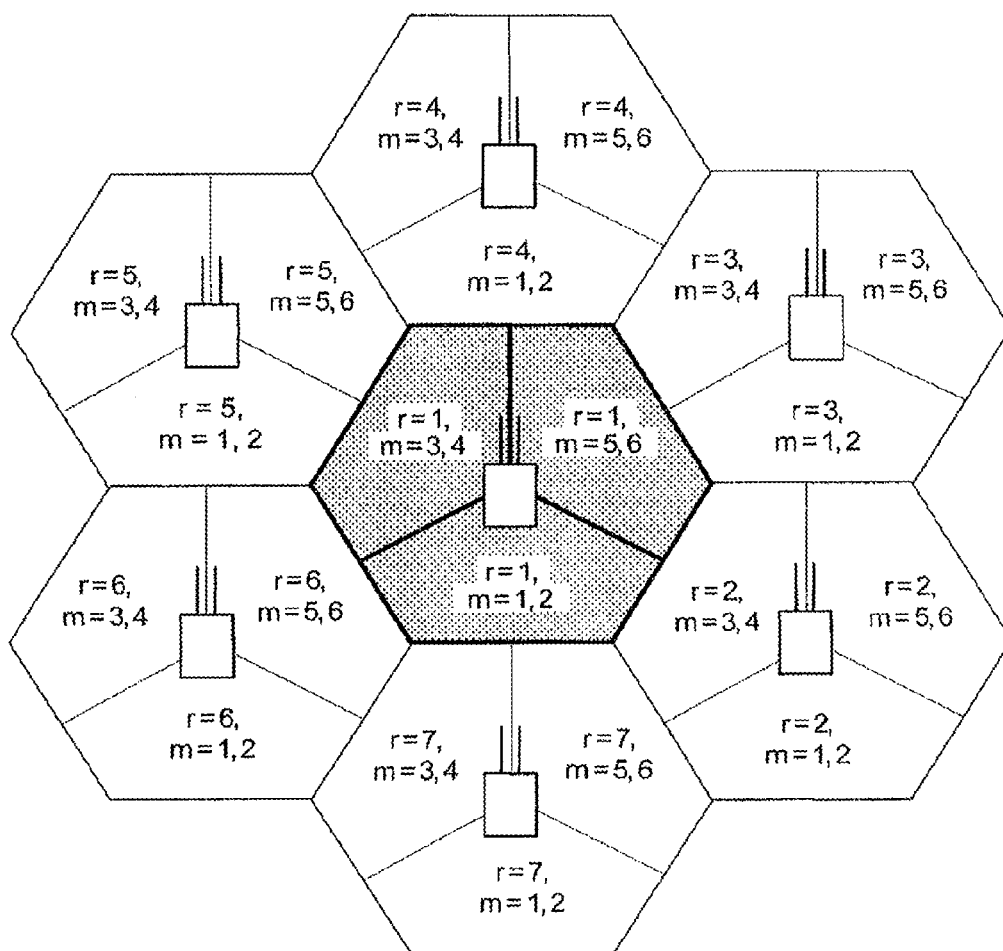 r=4,
m=3,4
r=4,
m=5,6
r=4,
m=1,2
r=5,
m=3,4
r=5,
m=5,6
r=5,
m=1,2
r=3,
m=3,4
r=3,
m=5,6
r=3,
m=1,2
r=1,
m=3,4
r=1,
m=5,6
r=1,
m=1,2
r=6,
m=3,4
r=6,
m=5,6
r=6,
m=1,2
r=2,
m=3,4
r=2,
m=5,6
r=2,
m=1,2
r=7,
m=3,4
r=7,
m=5,6
r=7,
m=1,2